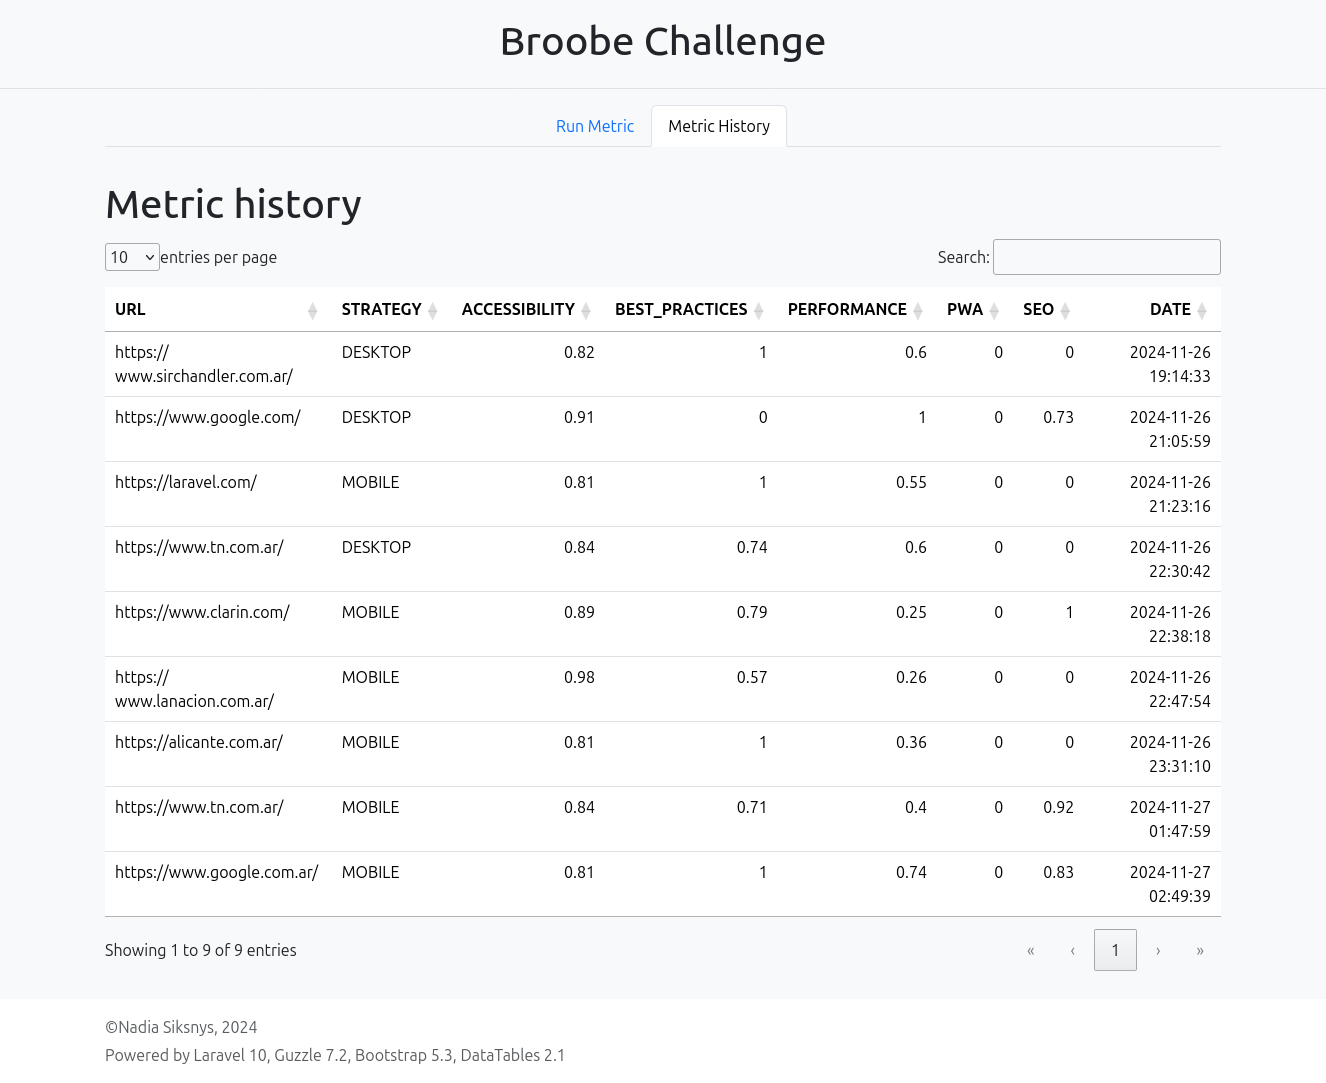 Broobe Challenge
Run Metric Metric History
Metric history
10 entries per page Search:
URL STRATEGY ACCESSIBILITY BEST_PRACTICES PERFORMANCE PWA SEO DATE
https:// DESKTOP 0.82 1 0.6 0 0 2024-11-26
www.sirchandler.com.ar/ 19:14:33
https://www.google.com/ DESKTOP 0.91 0 1 0 0.73 2024-11-26
21:05:59
https://laravel.com/ MOBILE 0.81 1 0.55 0 0 2024-11-26
21:23:16
https://www.tn.com.ar/ DESKTOP 0.84 0.74 0.6 0 0 2024-11-26
22:30:42
https://www.clarin.com/ MOBILE 0.89 0.79 0.25 0 1 2024-11-26
22:38:18
https:// MOBILE 0.98 0.57 0.26 0 0 2024-11-26
www.lanacion.com.ar/ 22:47:54
https://alicante.com.ar/ MOBILE 0.81 1 0.36 0 0 2024-11-26
23:31:10
https://www.tn.com.ar/ MOBILE 0.84 0.71 0.4 0 0.92 2024-11-27
01:47:59
https://www.google.com.ar/ MOBILE 0.81 1 0.74 0 0.83 2024-11-27
02:49:39
Showing 1 to 9 of 9 entries « ‹ 1 › »
©Nadia Siksnys, 2024
Powered by Laravel 10, Guzzle 7.2, Bootstrap 5.3, DataTables 2.1